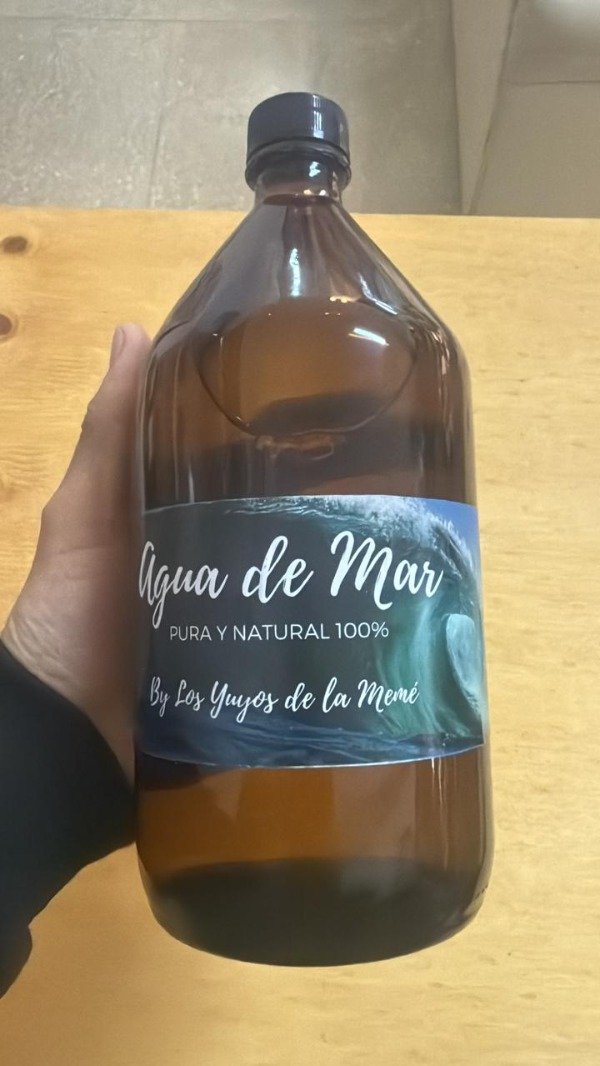 Agua de Mar
PURA Y NATURAL 100%
By Los Yuyos de la Memé